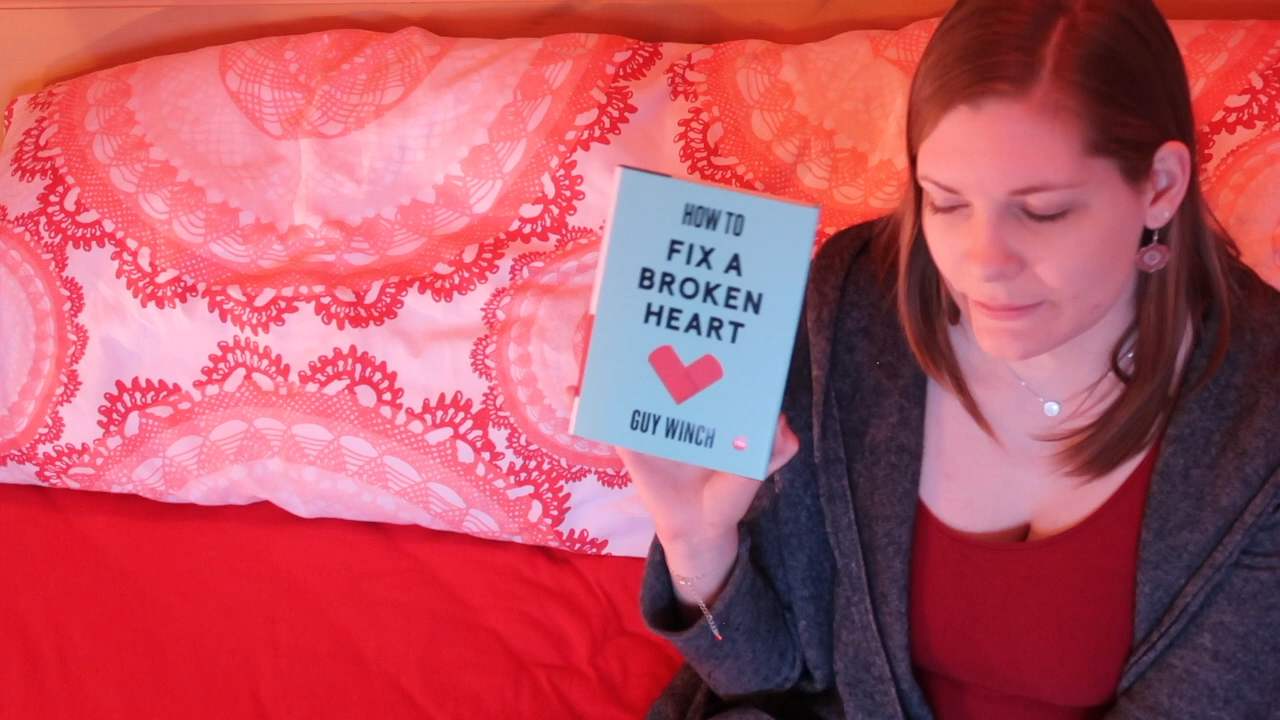 HOW TO
FIX A
BROKEN
HEART
GUY WINCH